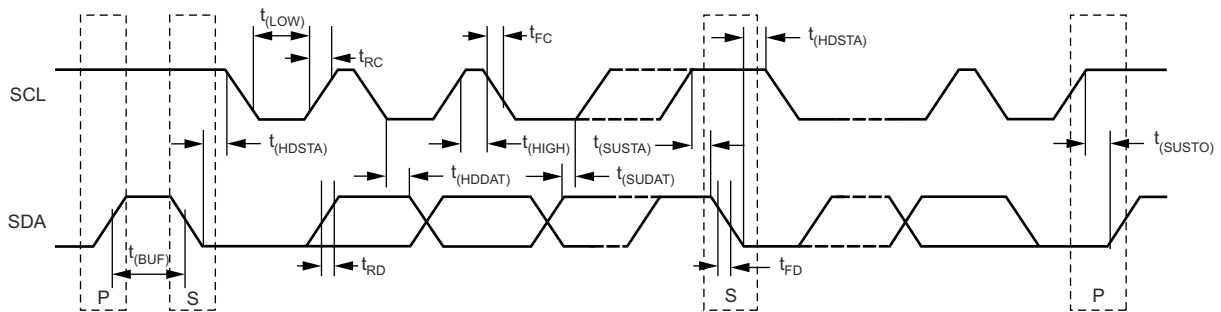 t(LOW)
tRC
tFC
t(HDSTA)
SCL
t(HDSTA)
t(HIGH)
t(SUSTA)
t(SUSTO)
t(HDDAT)
t(SUDAT)
SDA
t(BUF)
tRD
tFD
P
S
S
P